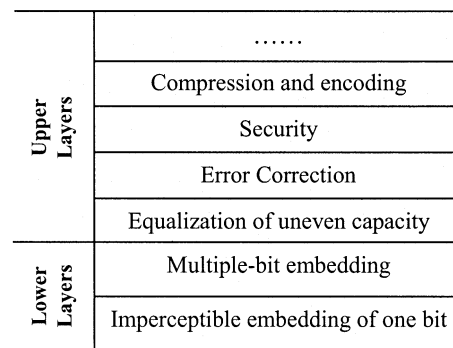 Upper
Layers
......
Compression and encoding
Security
Error Correction
Equalization of uneven capacity
Lower
Layers
Multiple-bit embedding
Imperceptible embedding of one bit